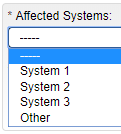 * Affected Systems:
-----
-----
System 1
System 2
System 3
Other